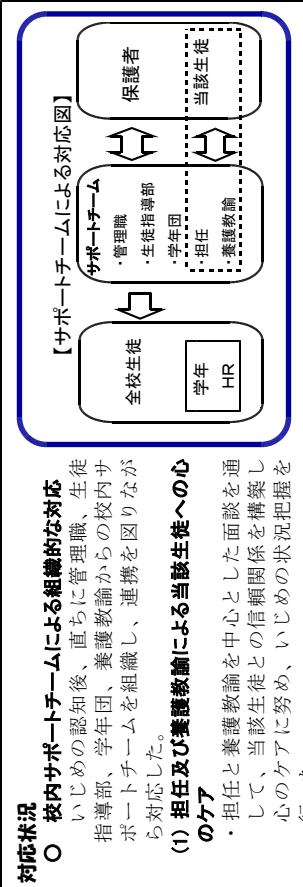 対応状況
○ 校内サポートチームによる組織的な対応
いじめの認知後、直ちに管理職、生徒
指導部、学年団、養護教諭からの校内サ
ポートチームを組織し、連携を図りなが
ら対応した。
(1) 担任及び養護教諭による当該生徒への心
のケア
・担任と養護教諭を中心とした面談を通
して、当該生徒との信頼関係を構築し
心のケアに努め、いじめの状況把握を
【サポートチームによる対応図】
全校生徒
学年
HR
サポートチーム
・管理職
・生徒指導部
・学年団
・担任
・養護教諭
保護者
当該生徒